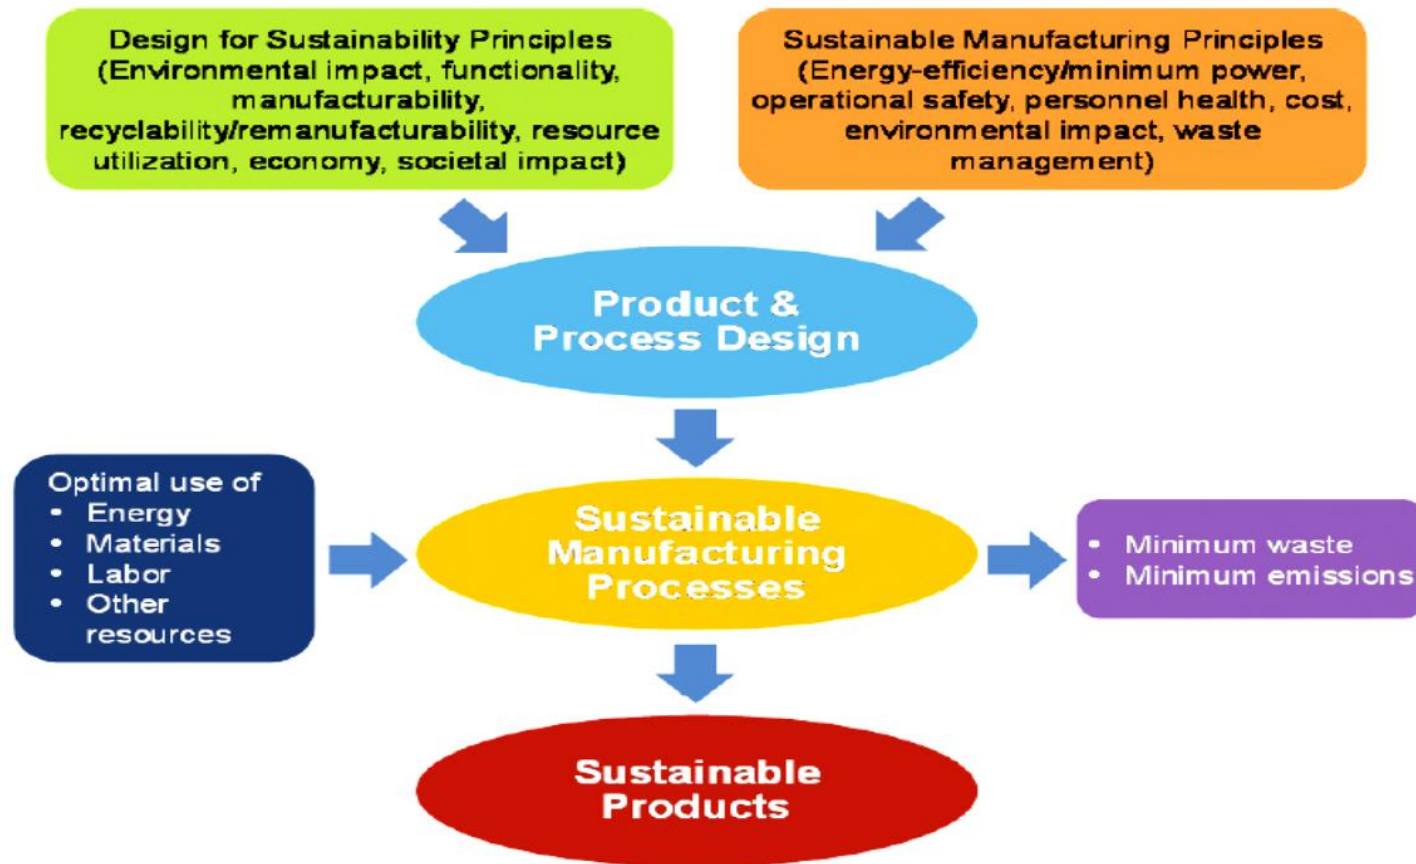 Design for Sustainability Principles
(Environmental impact, functionality,
manufacturability,
recyclability/remanufacturability, resource
utilization, economy, societal impact)
Sustainable Manufacturing Principles
(Energy-efficiency/minimum power,
operational safety, personnel health, cost,
environmental impact, waste
management)
Product &
Process Design
Optimal use of
• Energy
• Materials
• Labor
• Other
resources
Sustainable
Manufacturing
Processes
• Minimum waste
• Minimum emissions
Sustainable
Products